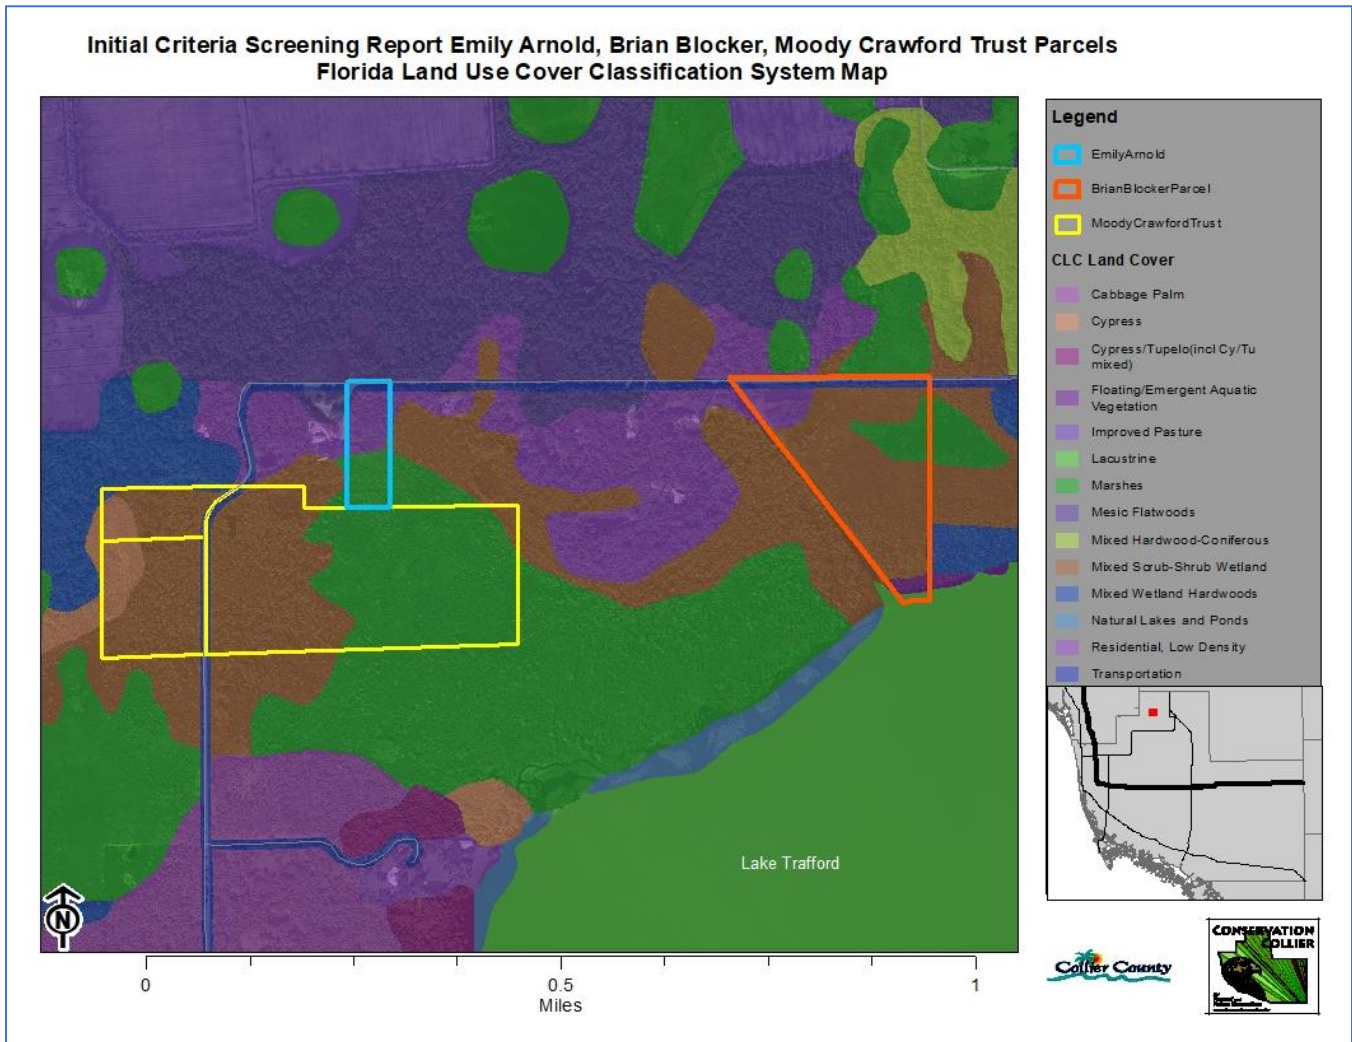 Initial Criteria Screening Report Emily Arnold, Brian Blocker, Moody Crawford Trust Parcels
Florida Land Use Cover Classification System Map
Legend
EmilyArnold
BrianBlockerParcel
MoodyCrawfordTrust
CLC Land Cover
Cabbage Palm
Cypress
Cypress/Tupelo(incl Cy/Tu
mixed)
Floating/Emergent Aquatic
Vegetation
Improved Pasture
Lacustrine
Marshes
Mesic Flatwoods
Mixed Hardwood-Coniferous
Mixed Scrub-Shrub Wetland
Mixed Wetland Hardwoods
Natural Lakes and Ponds
Residential, Low Density
Transportation
Lake Trafford
N
0
0.5
1
Miles
Collier County
CONSERVATION
COLLIER